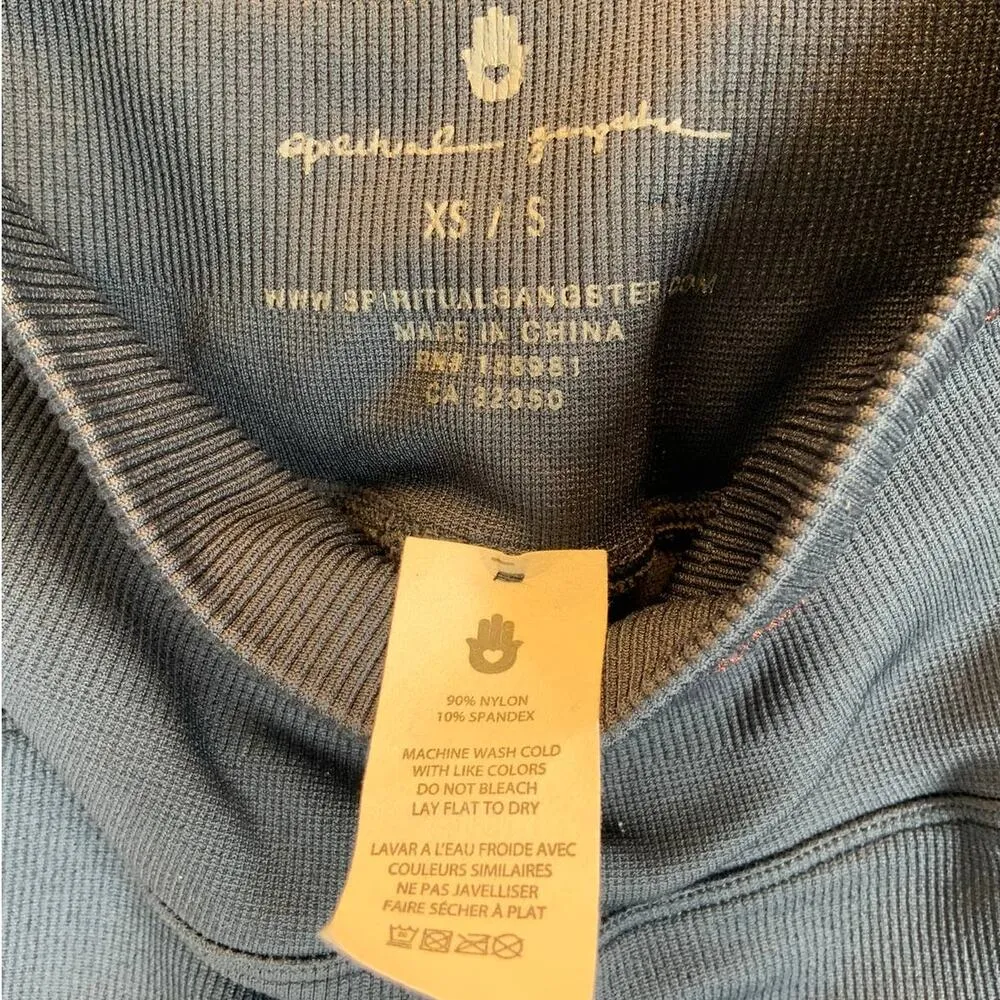 spiritual gangster
XS / S
WWW.SPIRITUALGANGSTER.COM
MADE IN CHINA
CA 32350
90% NYLON
10% SPANDEX
MACHINE WASH COLD
WITH LIKE COLORS
DO NOT BLEACH
LAY FLAT TO DRY
LAVAR A L'EAU FROIDE AVEC
COULEURS SIMILAIRES
NE PAS JAVELLISER
FAIRE SÉCHER À PLAT